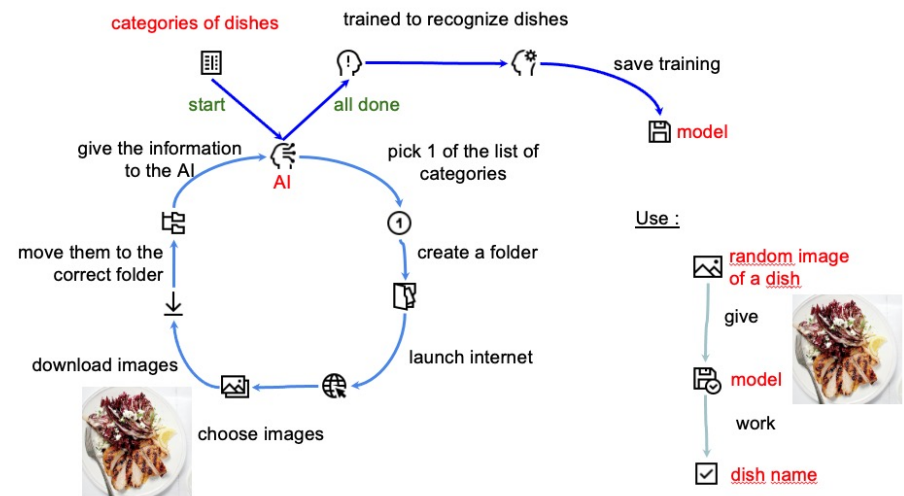 categories of dishes
trained to recognize dishes
start
all done
save training
model
give the information
to the AI
AI
pick 1 of the list of
categories
1
move them to the
correct folder
create a folder
download images
launch internet
choose images
Use :
random image
of a dish
give
model
work
dish name